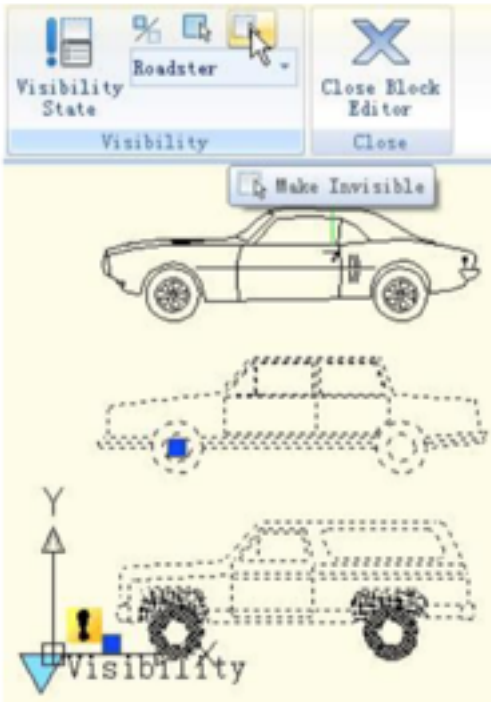 Roadster
Visibility
State
Close Block
Editor
Visibility
Close
Make Invisible
Y
X
Visibility